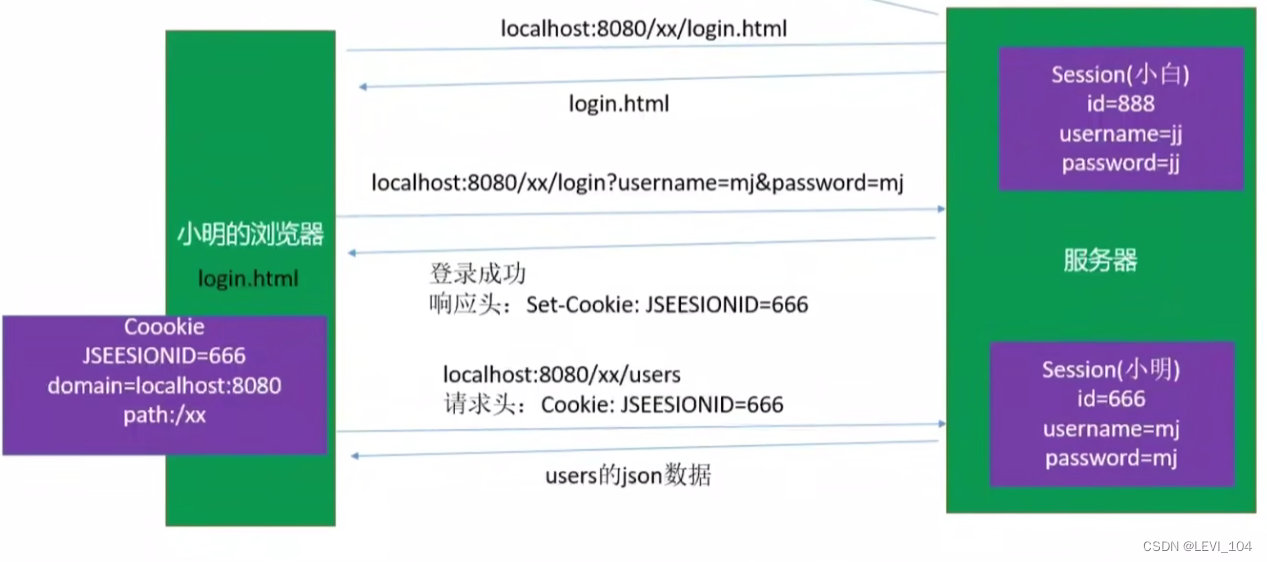 localhost:8080/xx/login.html
login.html
Session(小白)
id=888
username=jj
password=jj
localhost:8080/xx/login?username=mj&password=mj
小明的浏览器
login.html
登录成功
响应头：Set-Cookie: JSEESIONID=666
服务器
Coookie
JSEESIONID=666
domain=localhost:8080
path:/xx
localhost:8080/xx/users
请求头：Cookie: JSEESIONID=666
users的json数据
Session(小明)
id=666
username=mj
password=mj
CSDN @LEVI_104